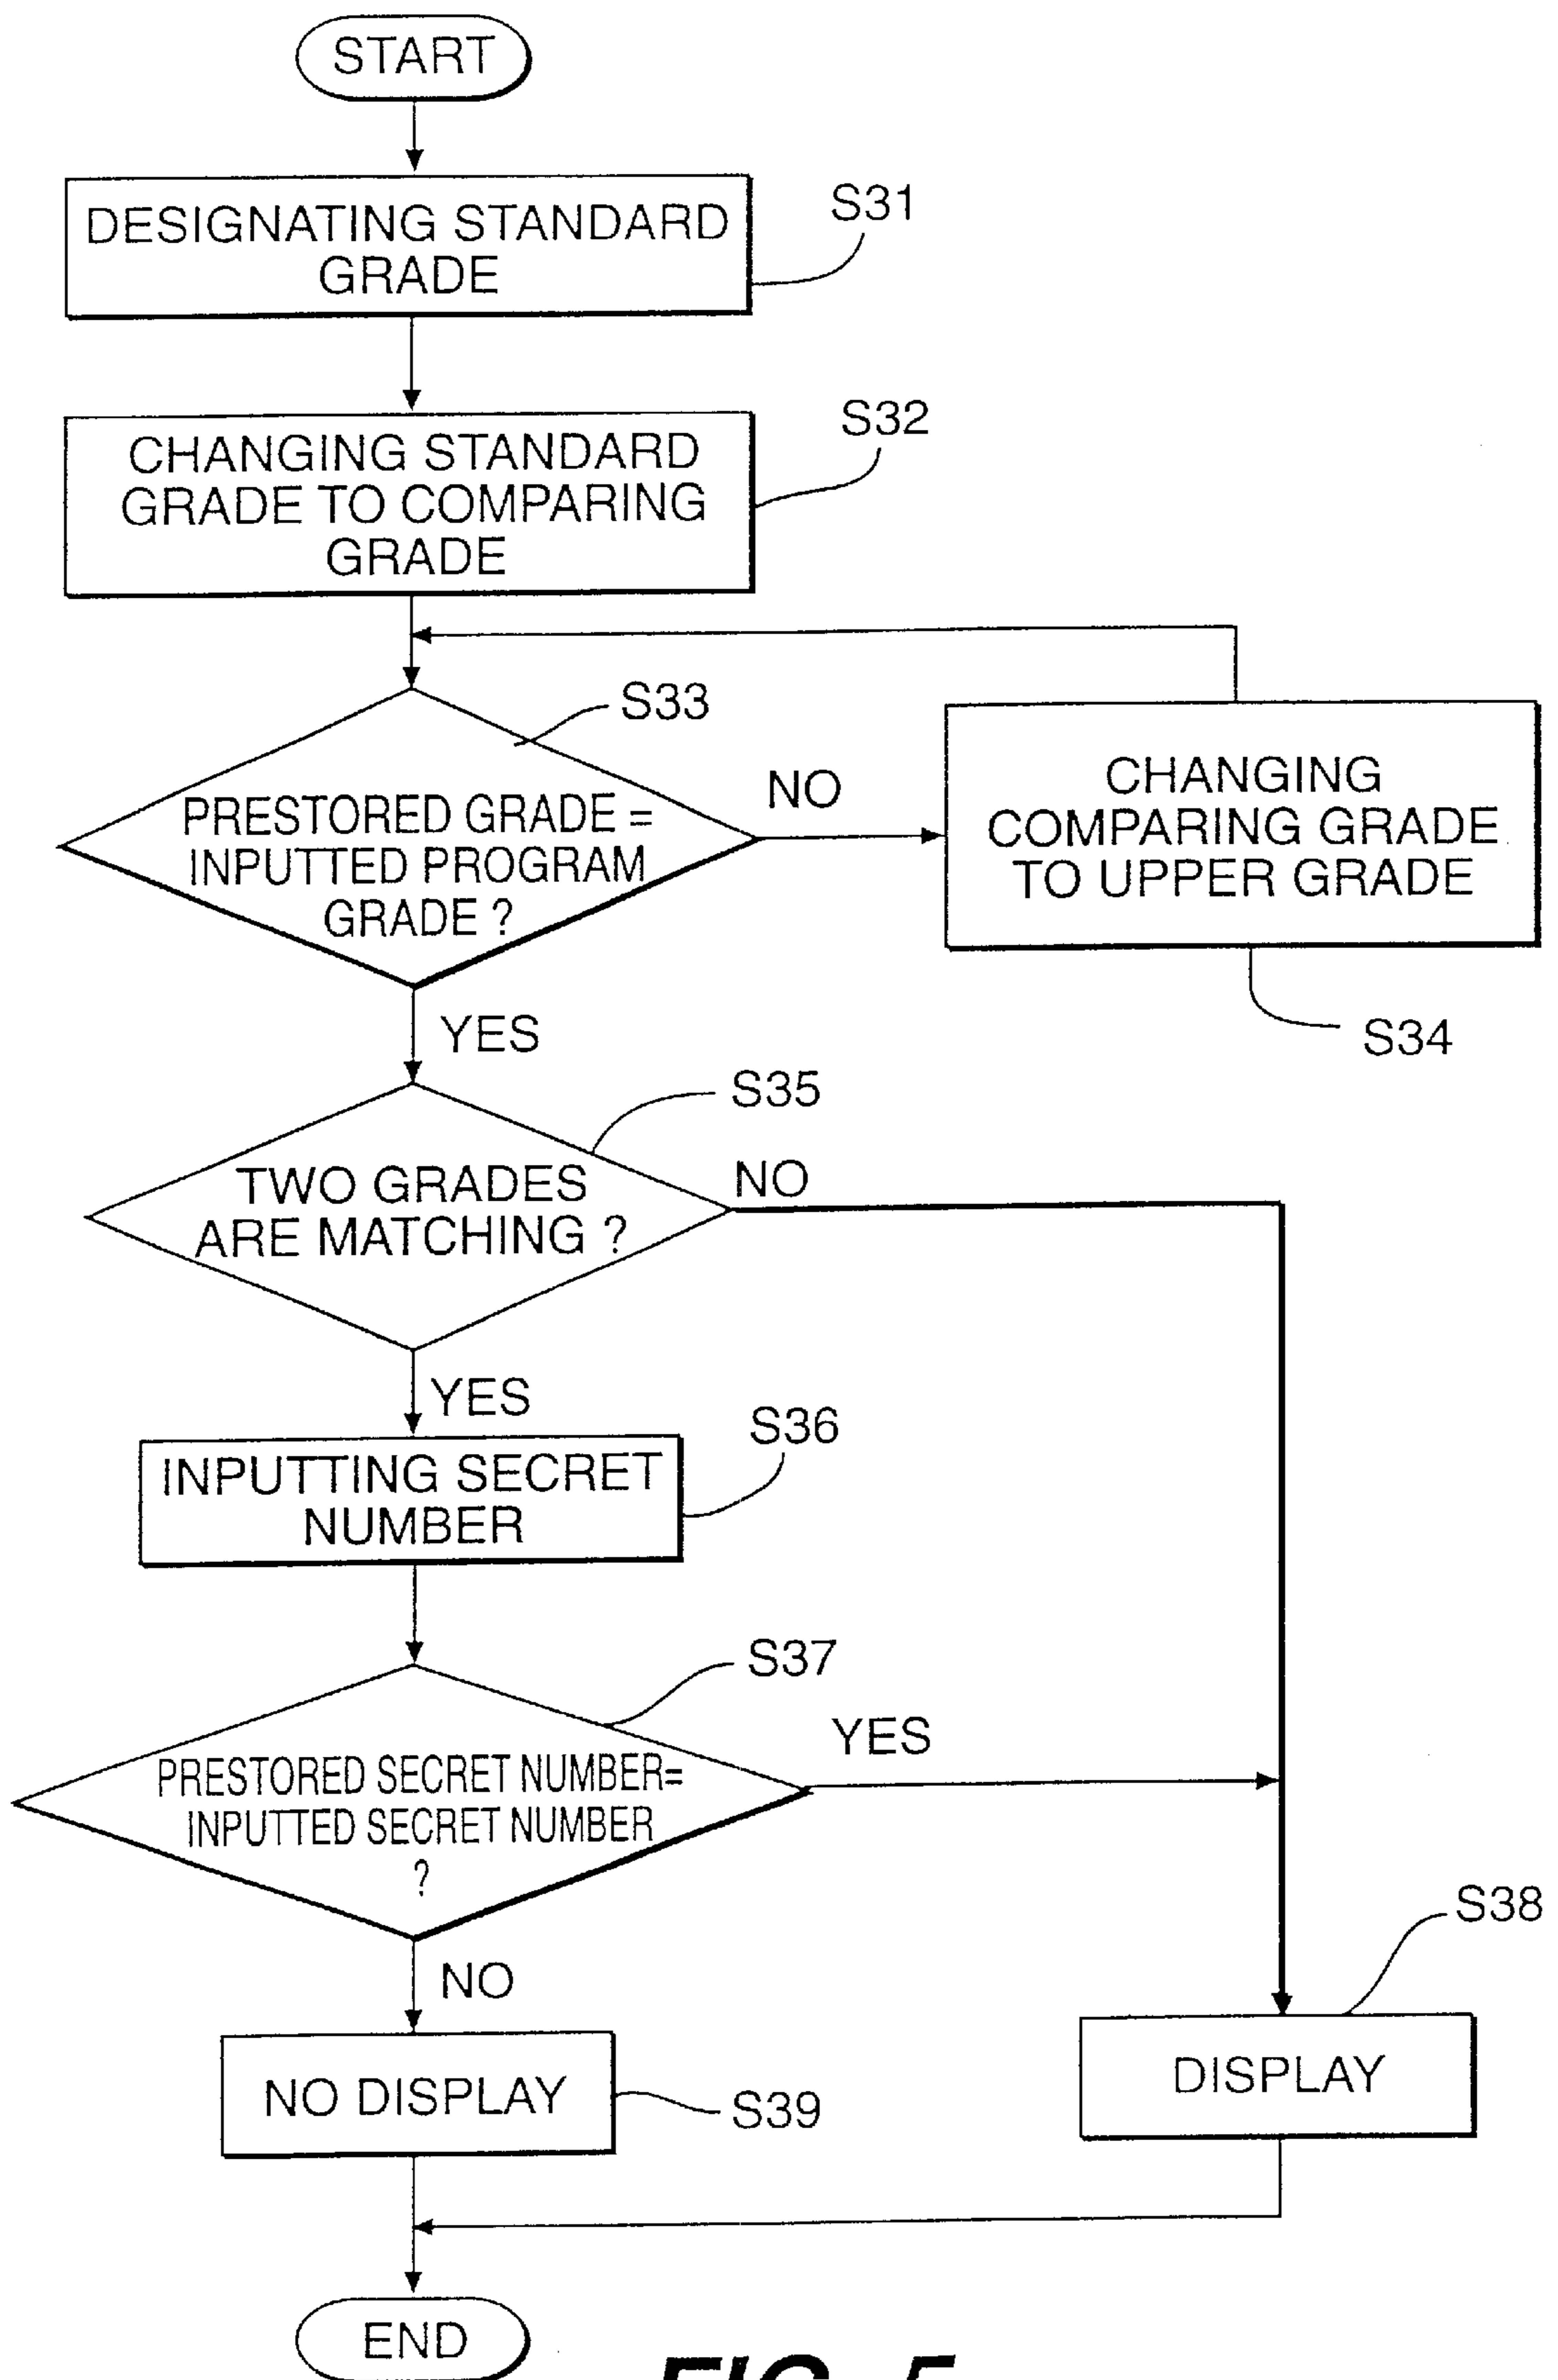 START
DESIGNATING STANDARD
GRADE
S31
CHANGING STANDARD
GRADE TO COMPARING
GRADE
S32
S33
PRESTORED GRADE =
INPUTTED PROGRAM
GRADE ?
NO
CHANGING
COMPARING GRADE
TO UPPER GRADE
S34
YES
S35
TWO GRADES
ARE MATCHING ?
NO
YES
INPUTTING SECRET
NUMBER
S36
S37
PRESTORED SECRET NUMBER=
INPUTTED SECRET NUMBER
?
YES
NO
S38
NO DISPLAY
S39
DISPLAY
END
FIG. 5